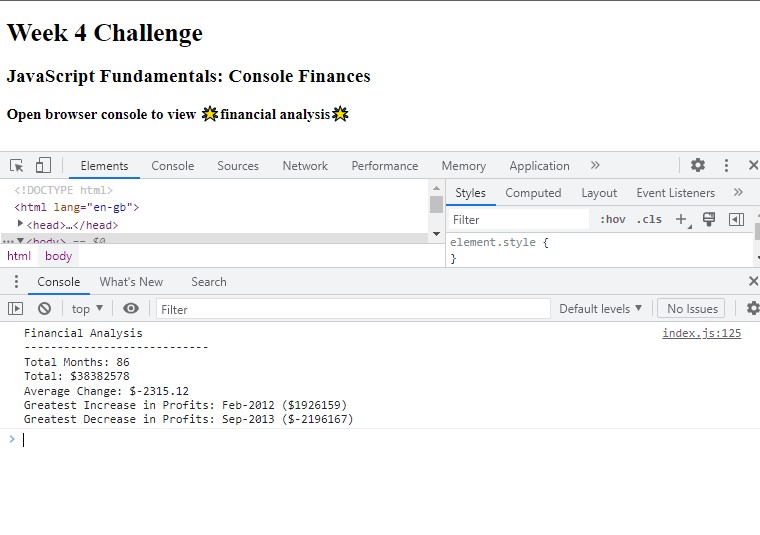 Week 4 Challenge
JavaScript Fundamentals: Console Finances
Open browser console to view 🌟financial analysis🌟
Elements Console Sources Network Performance Memory Application »
<!DOCTYPE html>
<html lang="en-gb">
<head>…</head>
<body> == $0
html body
Styles Computed Layout Event Listeners »
Filter :hov .cls +
element.style {
}
Console What's New Search
top ▼ Filter Default levels ▼ No Issues
Financial Analysis index.js:125
----------------------------
Total Months: 86
Total: $38382578
Average Change: $-2315.12
Greatest Increase in Profits: Feb-2012 ($1926159)
Greatest Decrease in Profits: Sep-2013 ($-2196167)
>